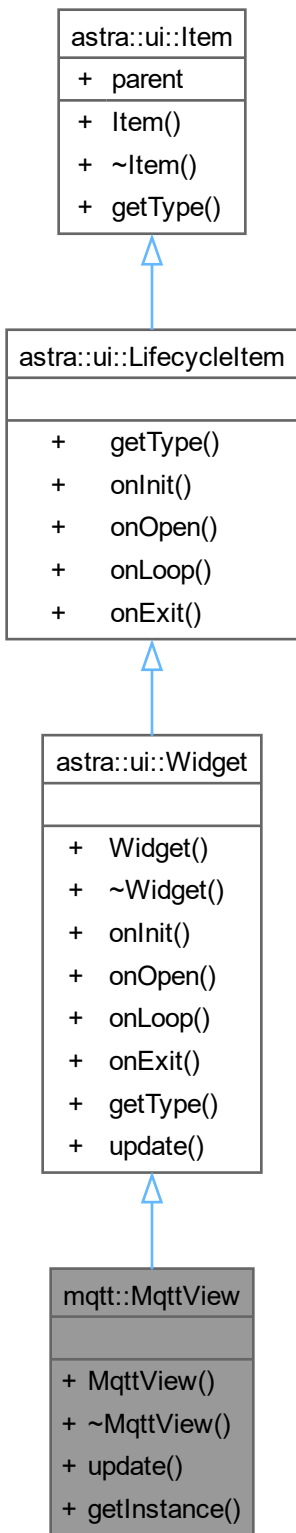 astra::ui::Item
+ parent
+ Item()
+ ~Item()
+ getType()
astra::ui::LifecycleItem
+ getType()
+ onInit()
+ onOpen()
+ onLoop()
+ onExit()
astra::ui::Widget
+ Widget()
+ ~Widget()
+ onInit()
+ onOpen()
+ onLoop()
+ onExit()
+ getType()
+ update()
mqtt::MqttView
+ MqttView()
+ ~MqttView()
+ update()
+ getInstance()